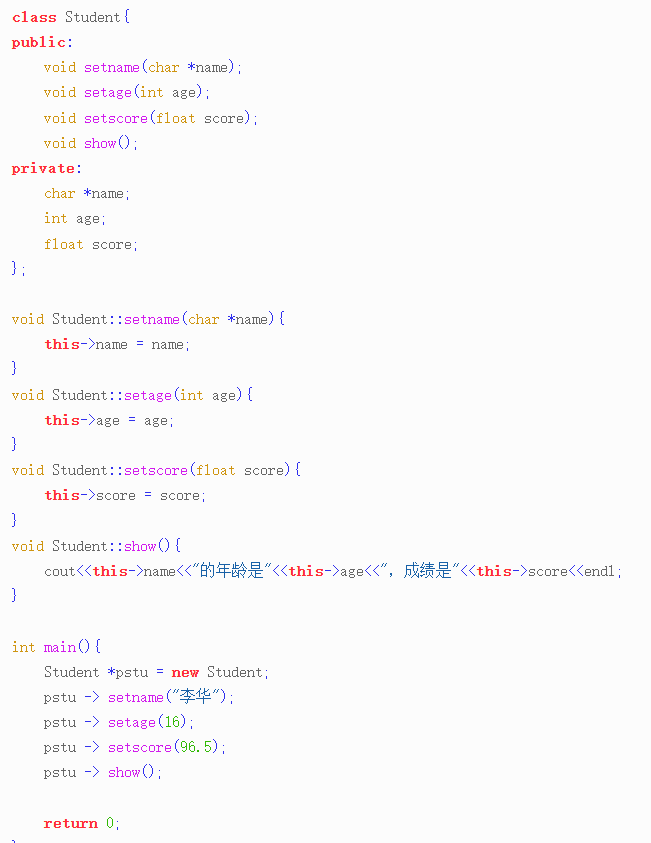 class Student{
public:
    void setname(char *name);
    void setage(int age);
    void setscore(float score);
    void show();
private:
    char *name;
    int age;
    float score;
};

void Student::setname(char *name){
    this->name = name;
}
void Student::setage(int age){
    this->age = age;
}
void Student::setscore(float score){
    this->score = score;
}
void Student::show(){
    cout<<this->name<<"的年龄是"<<this->age<<"，成绩是"<<this->score<<endl;
}

int main(){
    Student *pstu = new Student;
    pstu -> setname("李华");
    pstu -> setage(16);
    pstu -> setscore(96.5);
    pstu -> show();

    return 0;
}